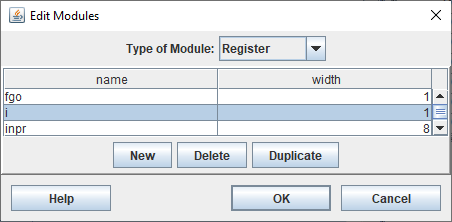 Edit Modules
Type of Module: Register
name width
fgo 1
i 1
inpr 8
New Delete Duplicate
Help OK Cancel